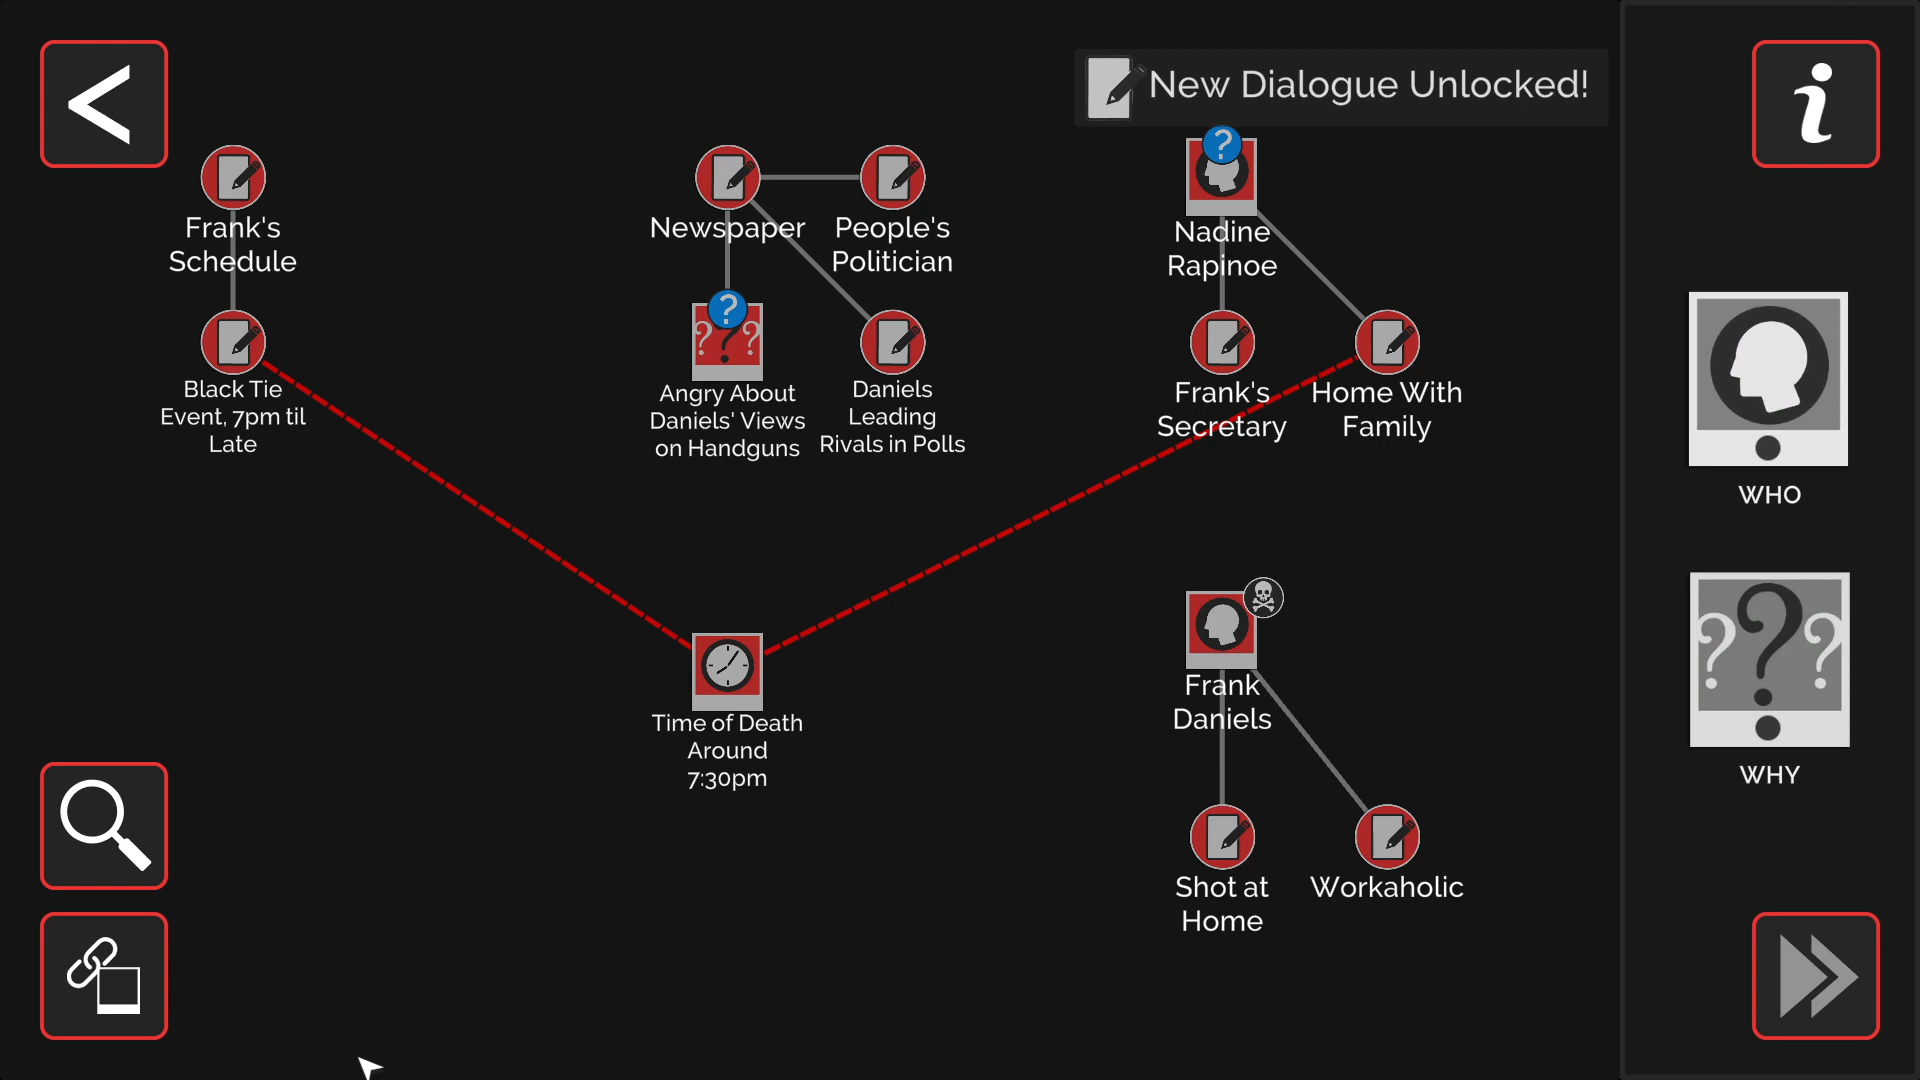 New Dialogue Unlocked!
Frank's
Schedule
Newspaper
People's
Politician
Nadine
Rapinoe
Black Tie
Event, 7pm til
Late
Angry About
Daniels' Views
on Handguns
Daniels
Leading
Rivals in Polls
Frank's
Secretary
Home With
Family
WHO
Time of Death
Around
7:30pm
Frank
Daniels
WHY
Shot at
Home
Workaholic